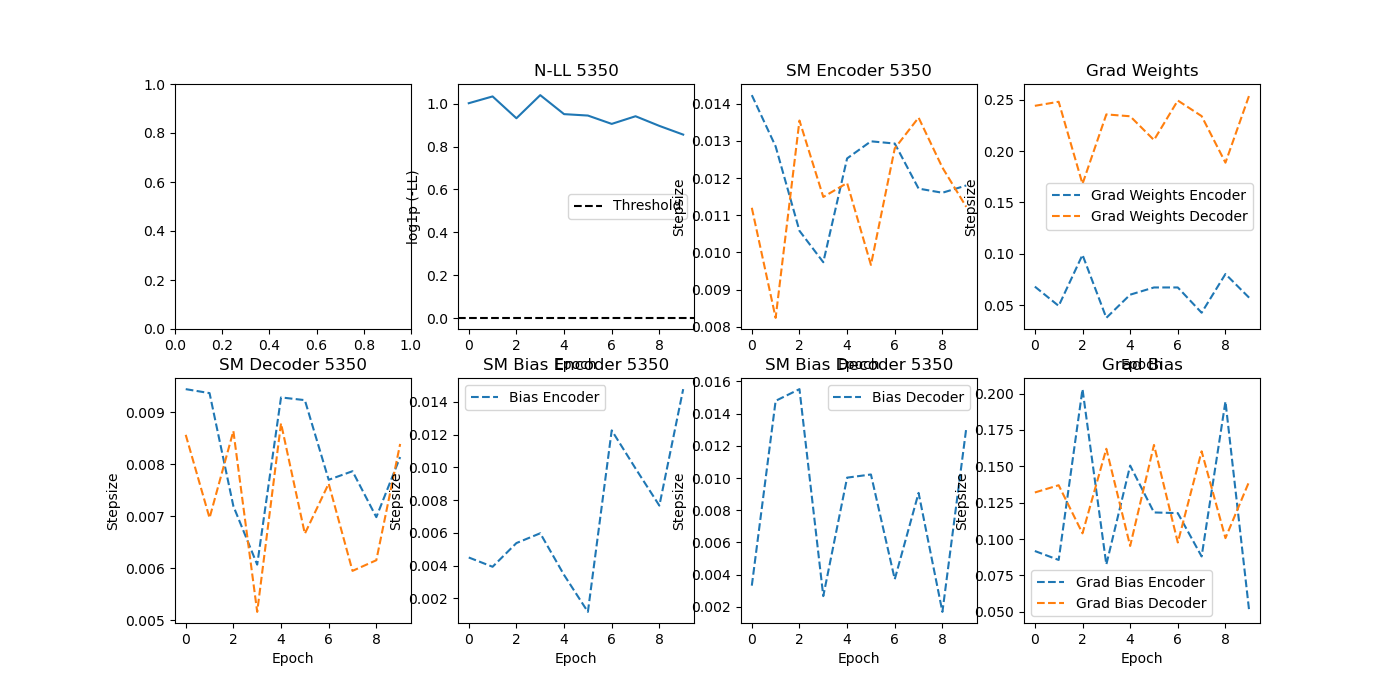 1.0
0.8
0.6
0.4
0.2
0.0
0.0 0.2 0.4 0.6 0.8 1.0
N-LL 5350
log1p (-LL)
1.0
0.8
0.6
0.4
0.2
0.0
Threshold
0 2 4 6 8
Epoch
SM Encoder 5350
Stepsize
0.014
0.013
0.012
0.011
0.010
0.009
0.008
0 2 4 6 8
Epoch
Grad Weights
Stepsize
0.25
0.20
0.15
0.10
0.05
Grad Weights Encoder
Grad Weights Decoder
0 2 4 6 8
Epoch
SM Decoder 5350
Stepsize
0.009
0.008
0.007
0.006
0.005
0 2 4 6 8
Epoch
SM Bias Encoder 5350
Stepsize
0.014
0.012
0.010
0.008
0.006
0.004
0.002
Bias Encoder
0 2 4 6 8
Epoch
SM Bias Decoder 5350
Stepsize
0.016
0.014
0.012
0.010
0.008
0.006
0.004
0.002
Bias Decoder
0 2 4 6 8
Epoch
Grad Bias
Stepsize
0.200
0.175
0.150
0.125
0.100
0.075
0.050
Grad Bias Encoder
Grad Bias Decoder
0 2 4 6 8
Epoch